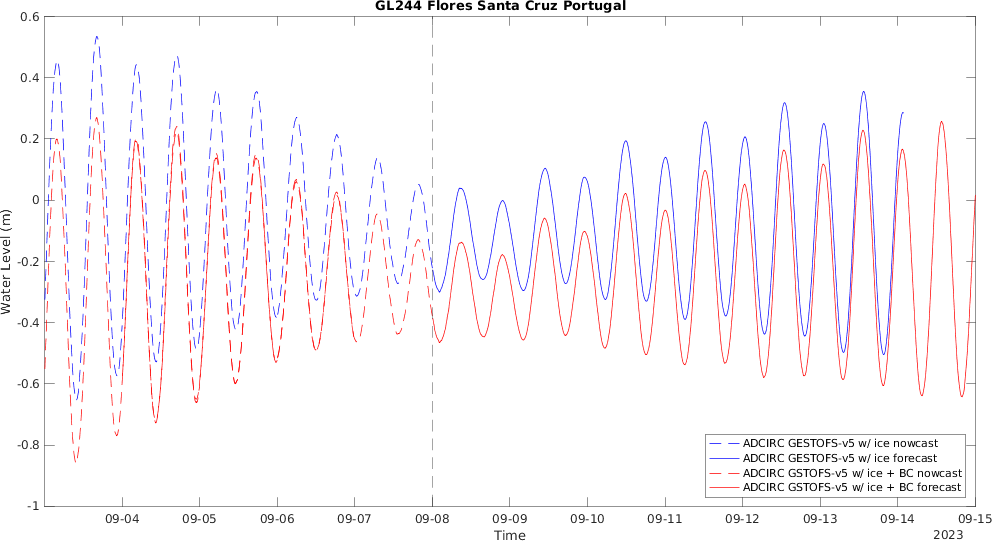 GL244 Flores Santa Cruz Portugal
0.6
0.4
0.2
0
-0.2
-0.4
-0.6
-0.8
-1
Water Level (m)
ADCIRC GESTOFS-v5 w/ ice nowcast
ADCIRC GESTOFS-v5 w/ ice forecast
ADCIRC GSTOFS-v5 w/ ice + BC nowcast
ADCIRC GSTOFS-v5 w/ ice + BC forecast
09-04 09-05 09-06 09-07 09-08 09-09 09-10 09-11 09-12 09-13 09-14 09-15
Time
2023